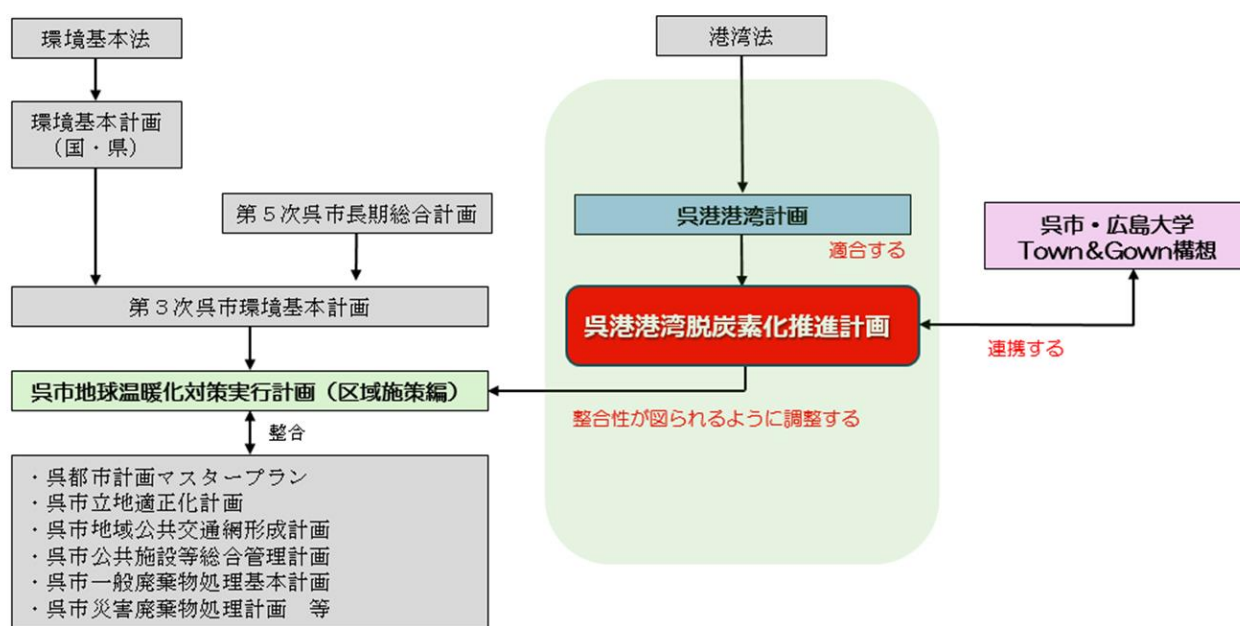 環境基本法
環境基本計画
（国・県）
第５次呉市長期総合計画
第３次呉市環境基本計画
呉市地球温暖化対策実行計画（区域施策編）
整合
・呉都市計画マスタープラン
・呉市立地適正化計画
・呉市地域公共交通網形成計画
・呉市公共施設等総合管理計画
・呉市一般廃棄物処理基本計画
・呉市災害廃棄物処理計画　等
港湾法
呉港港湾計画
適合する
呉港港湾脱炭素化推進計画
整合性が図られるように調整する
呉市・広島大学
Town＆Gown構想
連携する